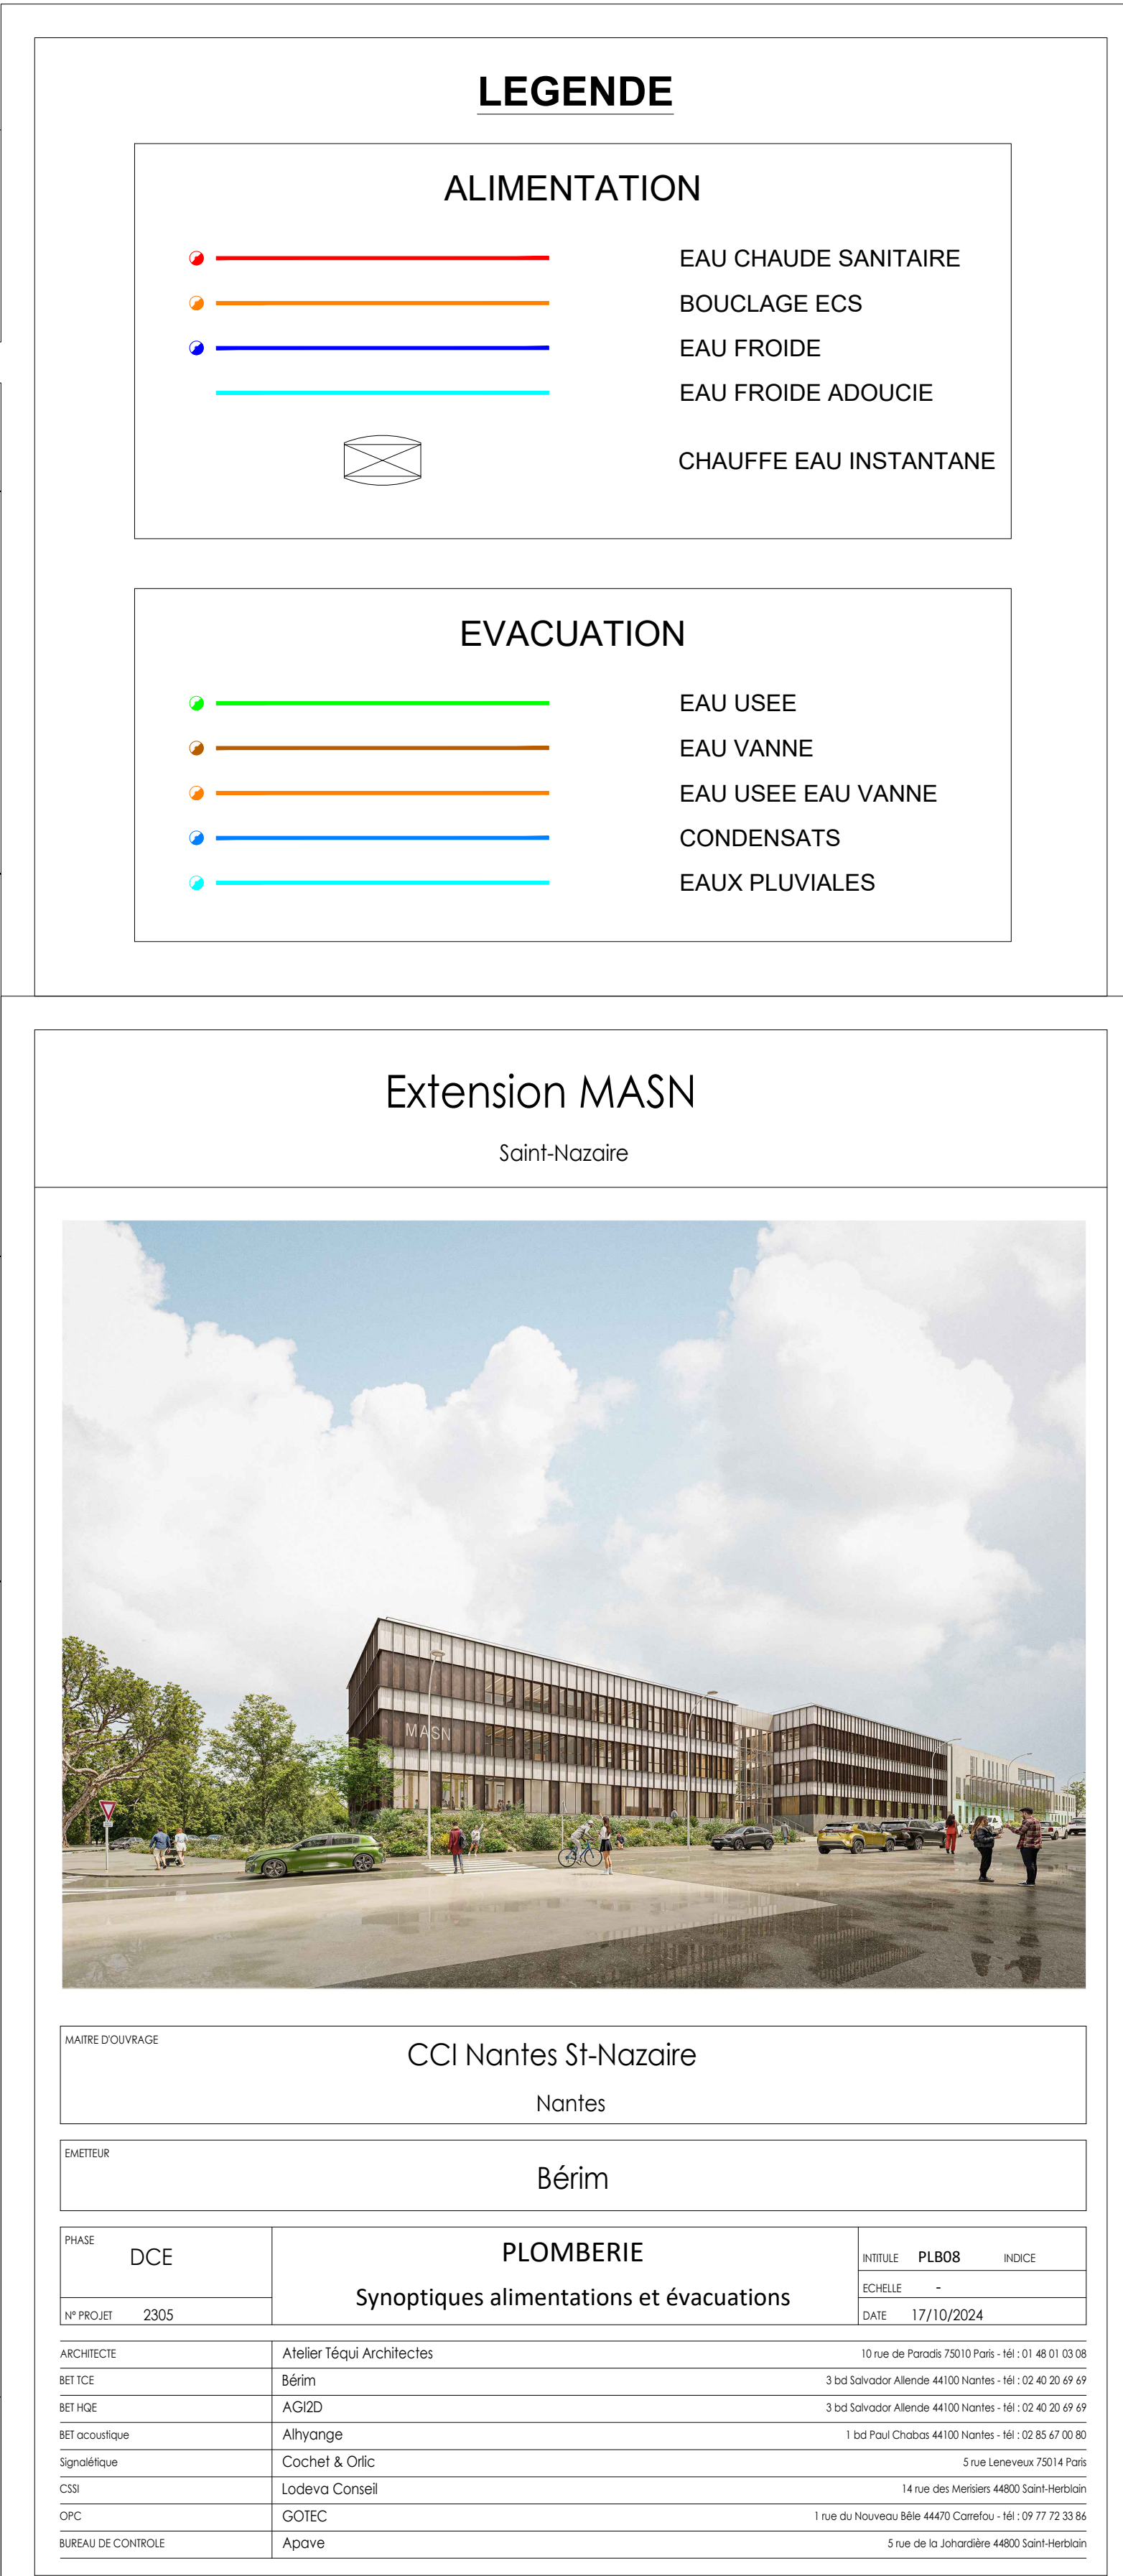 LEGENDE
ALIMENTATION
EAU CHAUDE SANITAIRE
BOUCLAGE ECS
EAU FROIDE
EAU FROIDE ADOUCIE
CHAUFFE EAU INSTANTANE
EVACUATION
EAU USEE
EAU VANNE
EAU USEE EAU VANNE
CONDENSATS
EAUX PLUVIALES
Extension MASN
Saint-Nazaire
MASN
MAITRE D'OUVRAGE
CCI Nantes St-Nazaire
Nantes
EMETTEUR
Bérim
PHASE
DCE
N° PROJET 2305
PLOMBERIE
Synoptiques alimentations et évacuations
INTITULE PLB08 INDICE
ECHELLE -
DATE 17/10/2024
ARCHITECTE Atelier Téqui Architectes 10 rue de Paradis 75010 Paris - tél : 01 48 01 03 08
BET TCE Bérim 3 bd Salvador Allende 44100 Nantes - tél : 02 40 20 69 69
BET HQE AGI2D 3 bd Salvador Allende 44100 Nantes - tél : 02 40 20 69 69
BET acoustique Alhyange 1 bd Paul Chabas 44100 Nantes - tél : 02 85 67 00 80
Signalétique Cochet & Orlic 5 rue Leneveux 75014 Paris
CSSI Lodeva Conseil 14 rue des Merisiers 44800 Saint-Herblain
OPC GOTEC 1 rue du Nouveau Bêle 44470 Carrefou - tél : 09 77 72 33 86
BUREAU DE CONTROLE Apave 5 rue de la Johardière 44800 Saint-Herblain